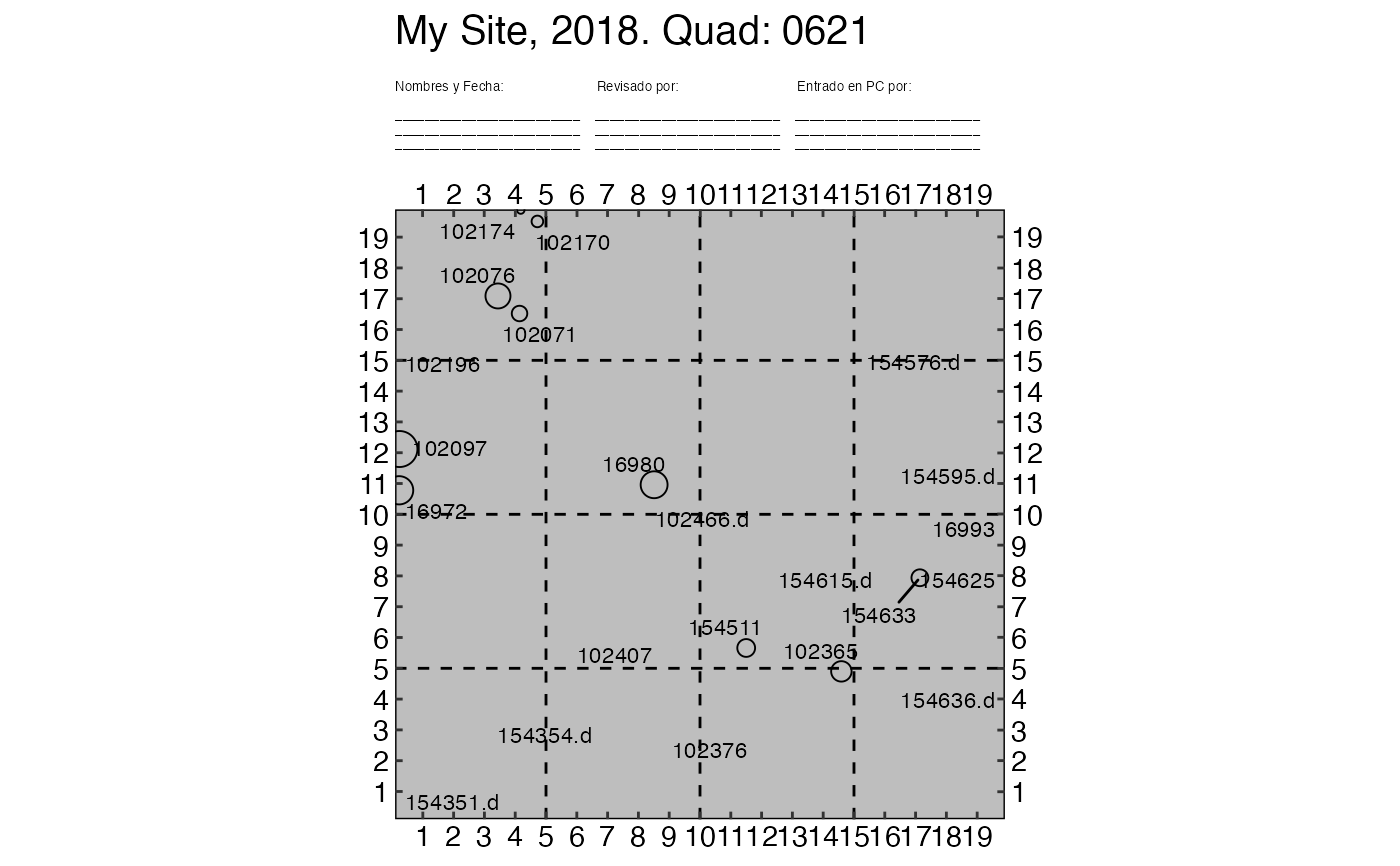 My Site, 2018. Quad: 0621
Nombres y Fecha: Revisado por: Entrado en PC por:
1 2 3 4 5 6 7 8 9 10 11 12 13 14 15 16 17 18 19
102174
19 19
102170
18 102076 18
17 17
16 102071 16
15 102196 154576.d 15
14 14
13 13
12 102097 12
16980
11 154595.d 11
10 16972 10
102466.d
16993
9 9
8 154615.d 154625 8
7 7
154633
6 154511 6
102407 102365
5 5
4 154636.d 4
3 154354.d 3
102376
2 2
1 1
154351.d
1 2 3 4 5 6 7 8 9 10 11 12 13 14 15 16 17 18 19